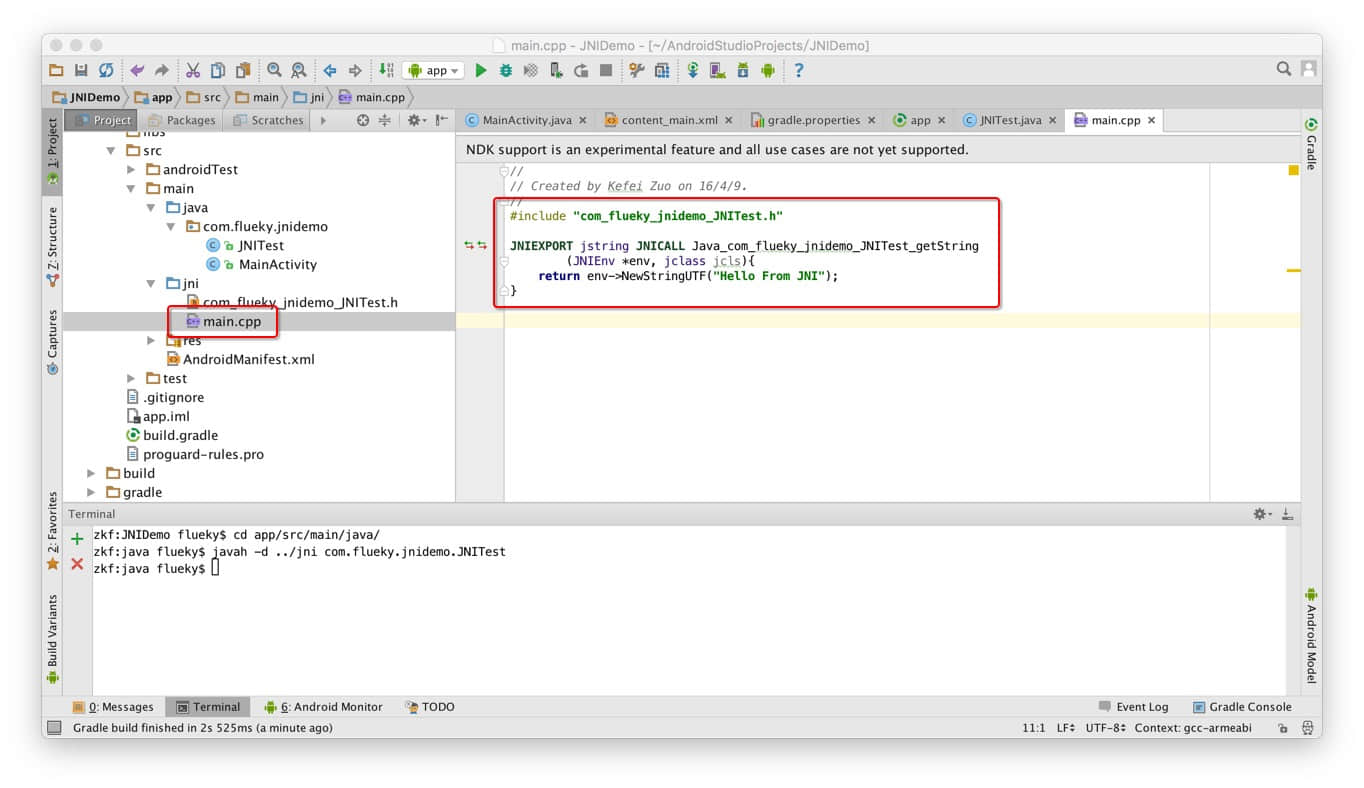 main.cpp - JNIDemo - [~/AndroidStudioProjects/JNIDemo]
app
?
JNIDemo app src main jni main.cpp
1: Project
Z: Structure
Captures
2: Favorites
Build Variants
Project Packages Scratches
libs
src
androidTest
main
java
com.flueky.jnidemo
JNITest
MainActivity
jni
com_flueky_jnidemo_JNITest.h
main.cpp
res
AndroidManifest.xml
test
.gitignore
app.iml
build.gradle
proguard-rules.pro
build
gradle
MainActivity.java content_main.xml gradle.properties app JNITest.java main.cpp
NDK support is an experimental feature and all use cases are not yet supported.
//
// Created by Kefei Zuo on 16/4/9.
//
#include "com_flueky_jnidemo_JNITest.h"
JNIEXPORT jstring JNICALL Java_com_flueky_jnidemo_JNITest_getString
(JNIEnv *env, jclass jcls){
return env->NewStringUTF("Hello From JNI");
}
Gradle
Android Model
Terminal
zkf:JNIDemo flueky$ cd app/src/main/java/
zkf:java flueky$ javah -d ../jni com.flueky.jnidemo.JNITest
zkf:java flueky$
0: Messages Terminal 6: Android Monitor TODO Event Log Gradle Console
Gradle build finished in 2s 525ms (a minute ago) 11:1 LF UTF-8 Context: gcc-armeabi